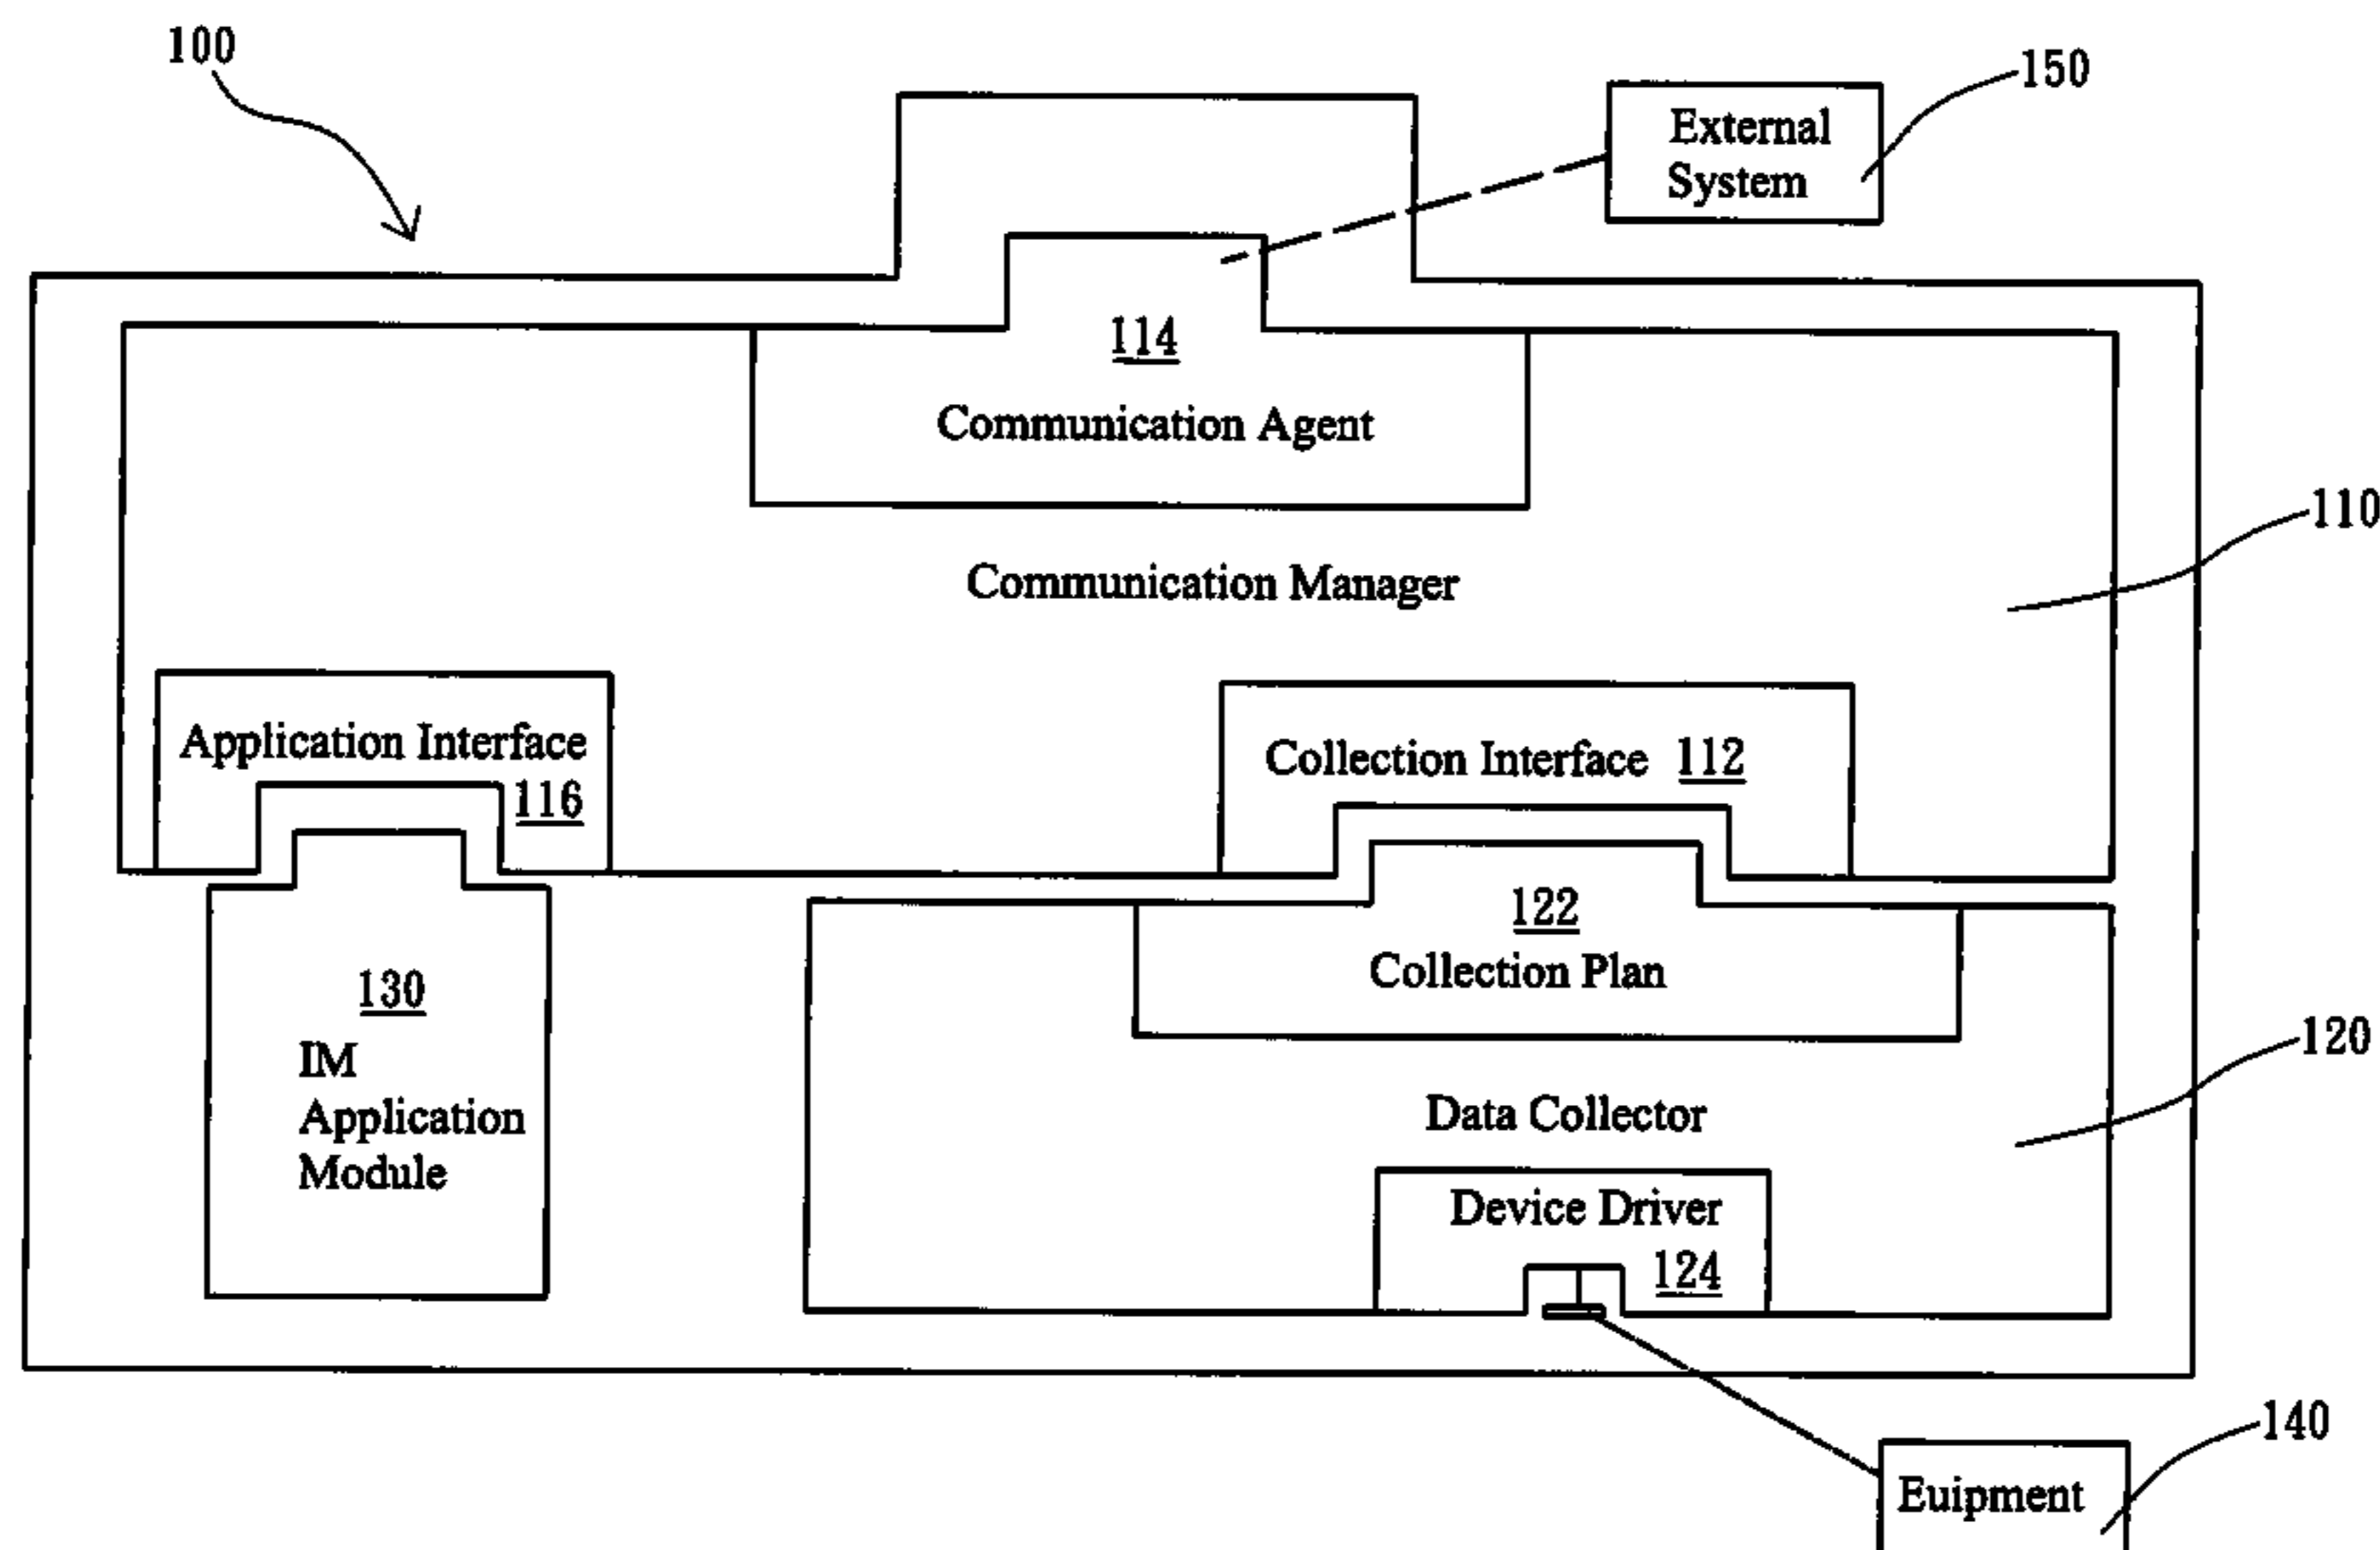 100
150
External
System
114
Communication Agent
110
Communication Manager
Application Interface
116
Collection Interface 112
122
Collection Plan
130
IM
Application
Module
120
Data Collector
Device Driver
124
140
Euipment